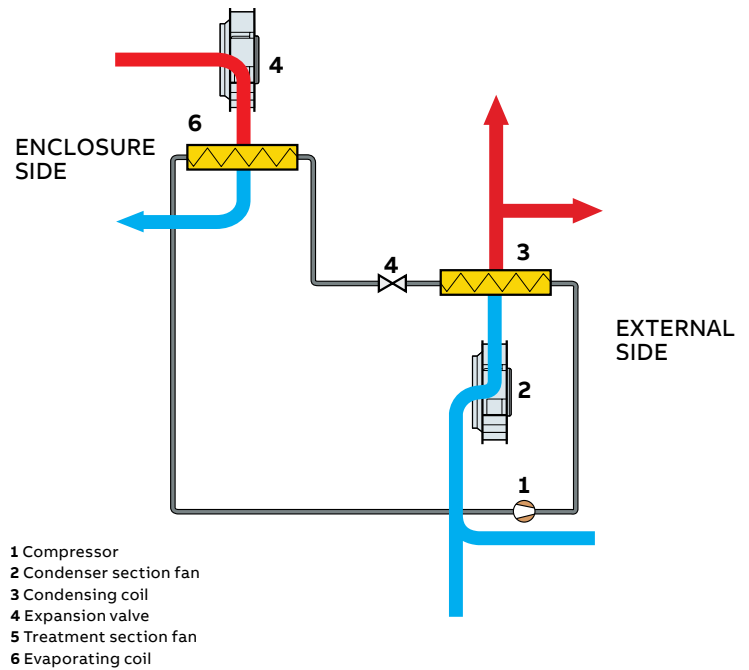 4
6
ENCLOSURE
SIDE
3
4
EXTERNAL
SIDE
2
1
1 Compressor
2 Condenser section fan
3 Condensing coil
4 Expansion valve
5 Treatment section fan
6 Evaporating coil